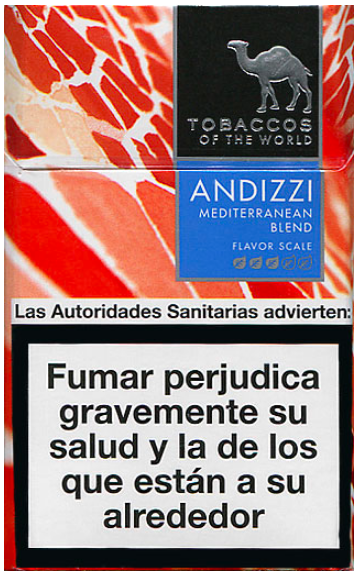 TOBACCOS
OF THE WORLD
ANDIZZI
MEDITERRANEAN
BLEND
FLAVOR SCALE
Las Autoridades Sanitarias advierten:
Fumar perjudica
gravemente su
salud y la de los
que están a su
alrededor